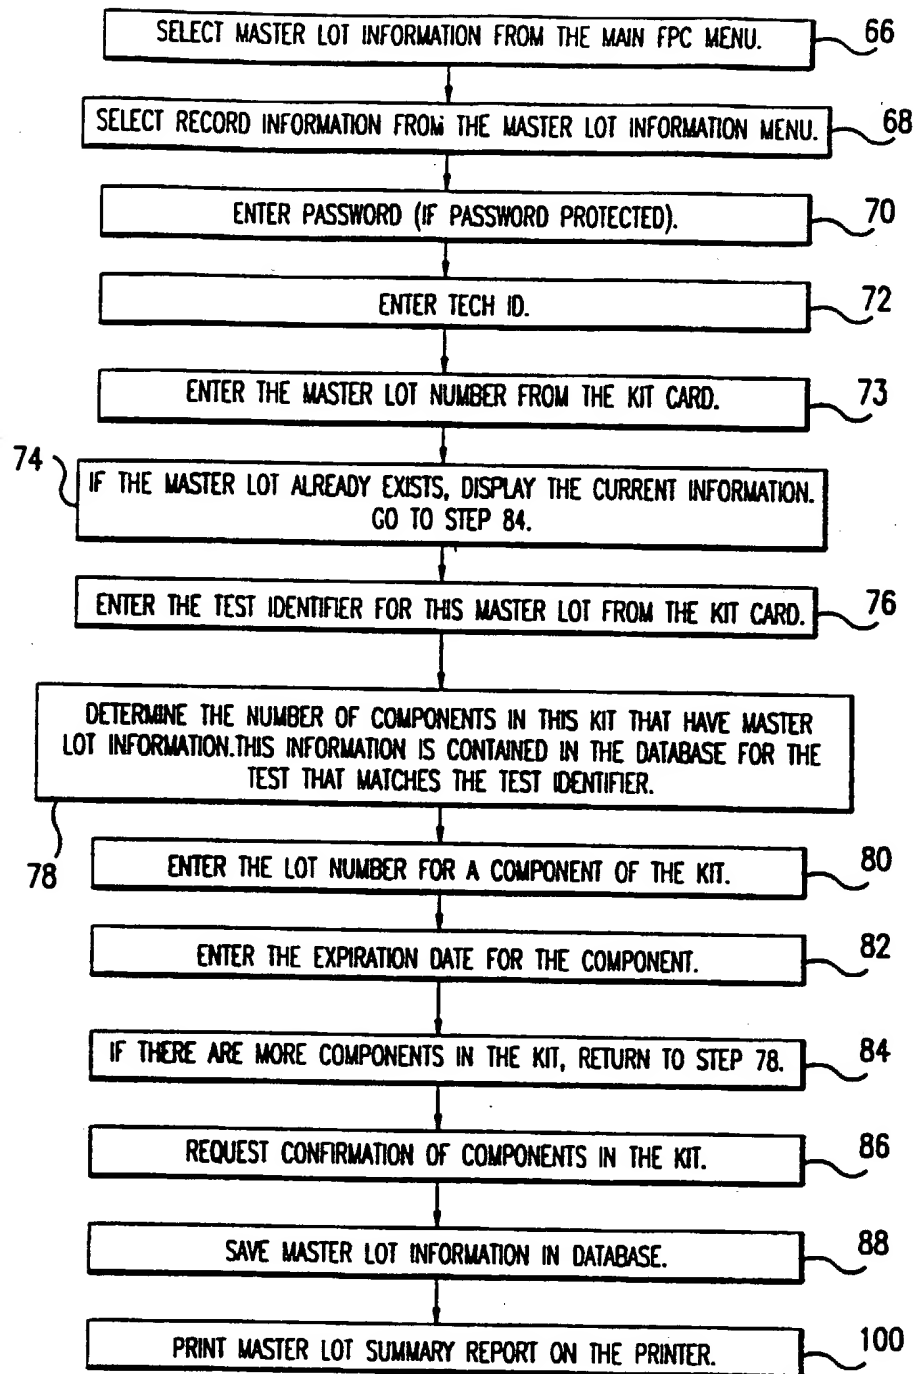 SELECT MASTER LOT INFORMATION FROM THE MAIN FPC MENU.
66
SELECT RECORD INFORMATION FROM THE MASTER LOT INFORMATION MENU.
68
ENTER PASSWORD (IF PASSWORD PROTECTED).
70
ENTER TECH ID.
72
ENTER THE MASTER LOT NUMBER FROM THE KIT CARD.
73
74
IF THE MASTER LOT ALREADY EXISTS, DISPLAY THE CURRENT INFORMATION.
GO TO STEP 84.
ENTER THE TEST IDENTIFIER FOR THIS MASTER LOT FROM THE KIT CARD.
76
DETERMINE THE NUMBER OF COMPONENTS IN THIS KIT THAT HAVE MASTER
LOT INFORMATION.THIS INFORMATION IS CONTAINED IN THE DATABASE FOR THE
TEST THAT MATCHES THE TEST IDENTIFIER.
78
ENTER THE LOT NUMBER FOR A COMPONENT OF THE KIT.
80
ENTER THE EXPIRATION DATE FOR THE COMPONENT.
82
IF THERE ARE MORE COMPONENTS IN THE KIT, RETURN TO STEP 78.
84
REQUEST CONFIRMATION OF COMPONENTS IN THE KIT.
86
SAVE MASTER LOT INFORMATION IN DATABASE.
88
PRINT MASTER LOT SUMMARY REPORT ON THE PRINTER.
100